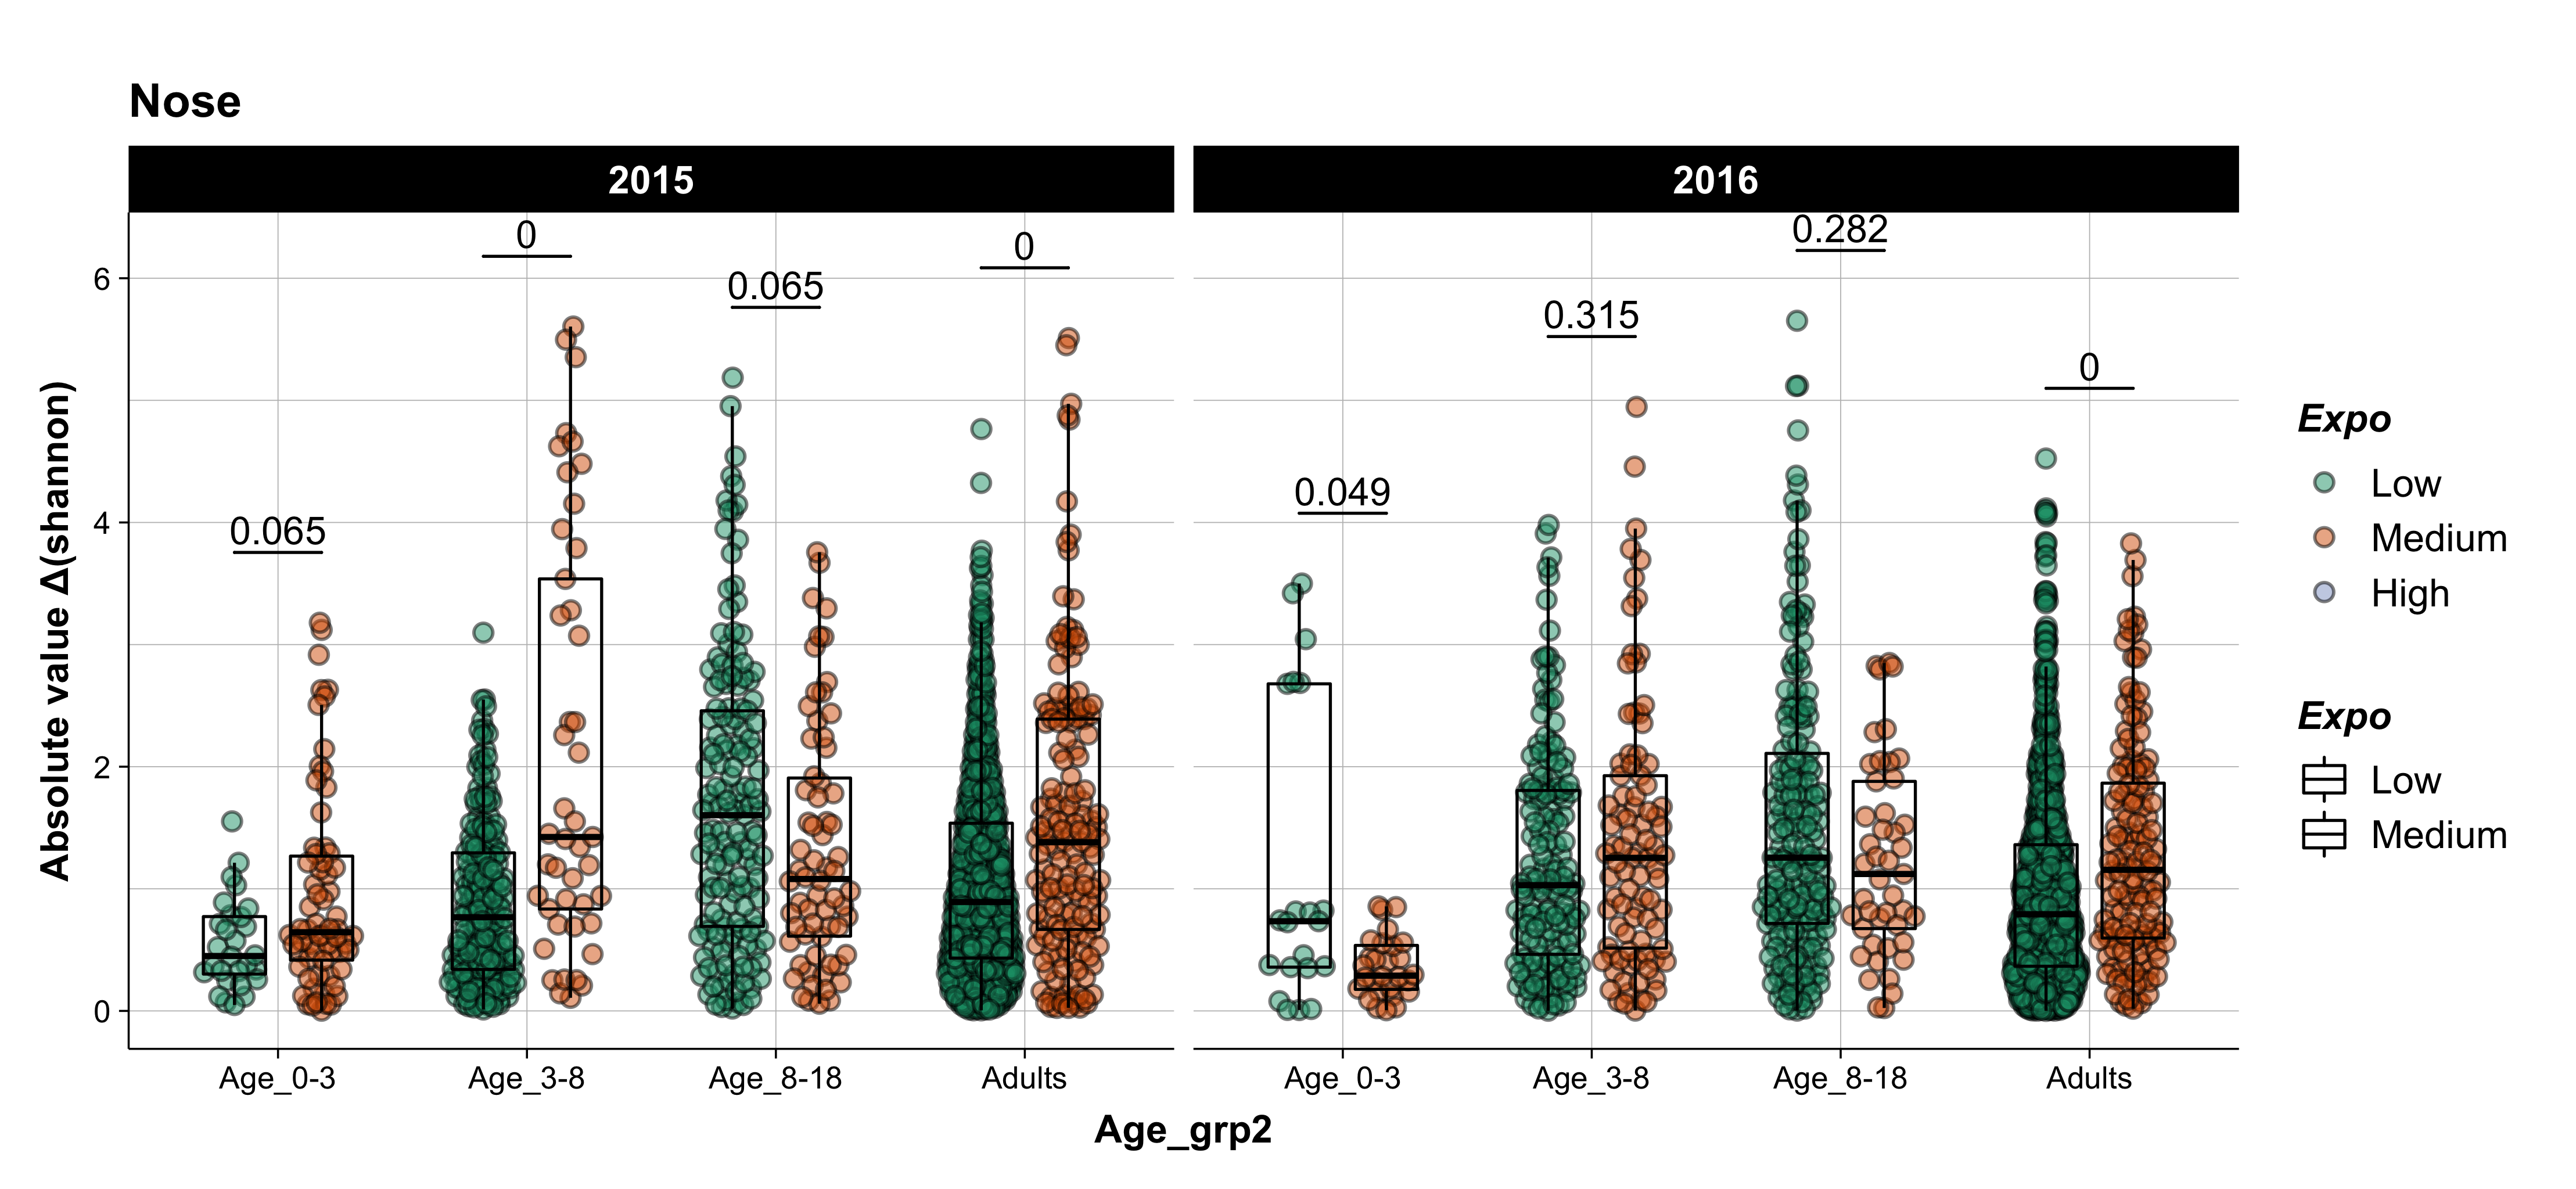 Nose
2015
2016
0
0
0.282
6
0.065
0.315
0
0.065
0.049
4
2
0
Absolute value Δ(shannon)
Age_0-3
Age_3-8
Age_8-18
Adults
Age_0-3
Age_3-8
Age_8-18
Adults
Age_grp2
Expo
Low
Medium
High
Expo
Low
Medium